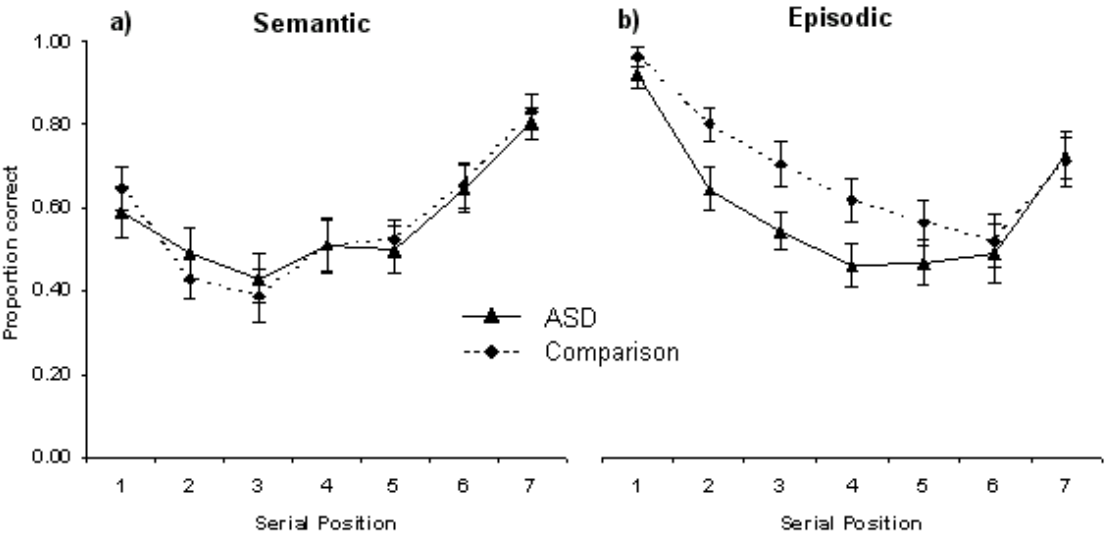 a) Semantic
b) Episodic
1.00
0.80
0.60
0.40
0.20
0.00
Proportion correct
ASD
Comparison
1 2 3 4 5 6 7
Serial Position
1 2 3 4 5 6 7
Serial Position